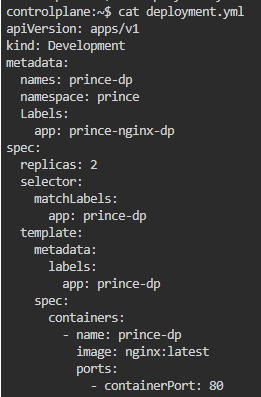 controlplane:~$ cat deployment.yml
apiVersion: apps/v1
kind: Development
metadata:
  names: prince-dp
  namespace: prince
  Labels:
    app: prince-nginx-dp
spec:
  replicas: 2
  selector:
    matchLabels:
      app: prince-dp
  template:
    metadata:
      labels:
        app: prince-dp
    spec:
      containers:
        - name: prince-dp
          image: nginx:latest
          ports:
            - containerPort: 80